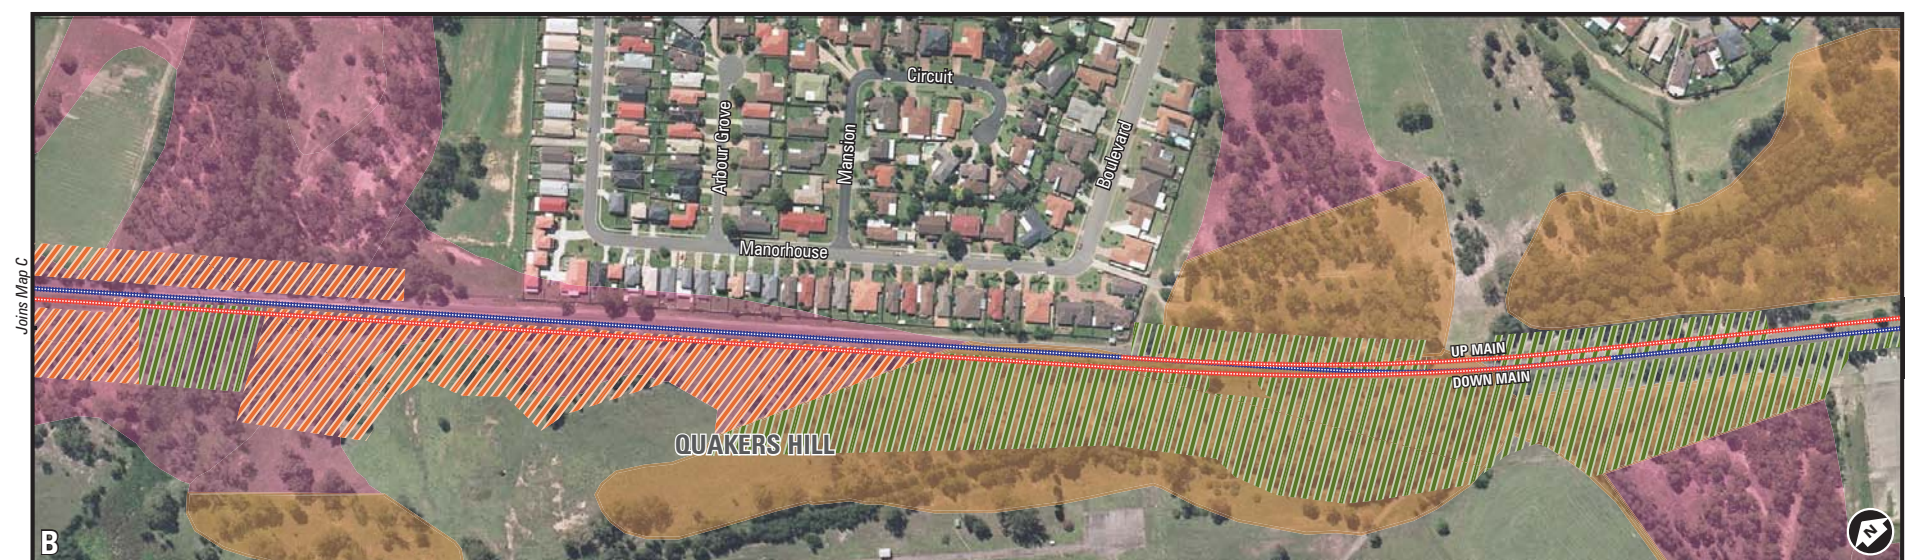 Circuit
Arbour Grove
Mansion
Boulevard
Manorhouse
Joins Map C
UP MAIN
DOWN MAIN
QUAKERS HILL
B
N